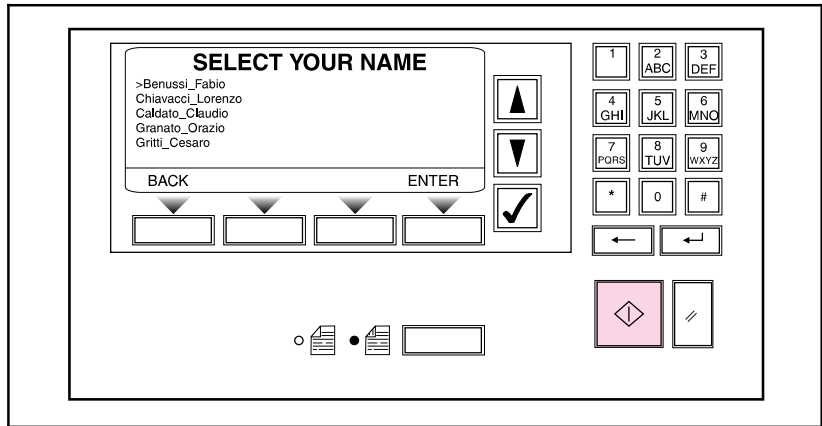 SELECT YOUR NAME
>Benussi_Fabio
Chiavacci_Lorenzo
Caldato_Claudio
Granato_Orazio
Gritti_Cesaro
BACK ENTER
1 2 3
ABC DEF
4 5 6
GHI JKL MNO
7 8 9
PQRS TUV WXYZ
* 0 #